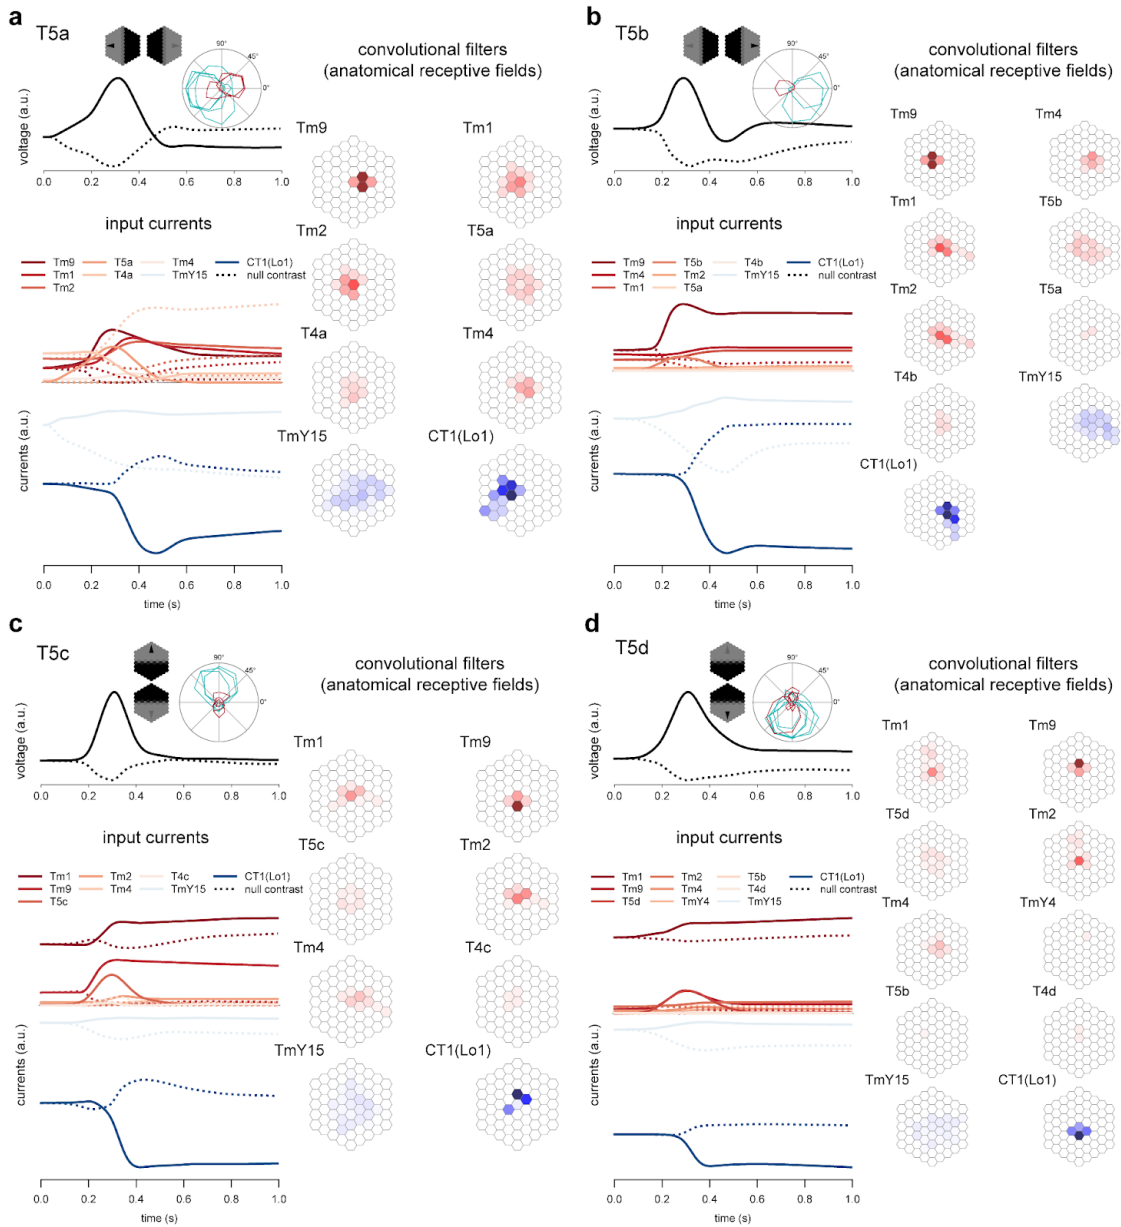 a
T5a
90°
45°
0°
voltage (a.u.)
0.0 0.2 0.4 0.6 0.8 1.0
convolutional filters
(anatomical receptive fields)
input currents
Tm9 T5a Tm4 CT1(Lo1)
Tm1 T4a TmY15 null contrast
Tm2
currents (a.u.)
0.0 0.2 0.4 0.6 0.8 1.0
time (s)
Tm9 Tm1
Tm2 T5a
T4a Tm4
TmY15 CT1(Lo1)
b
T5b
90°
45°
0°
voltage (a.u.)
0.0 0.2 0.4 0.6 0.8 1.0
convolutional filters
(anatomical receptive fields)
input currents
Tm9 T5b T4b CT1(Lo1)
Tm4 Tm2 TmY15 null contrast
Tm1 T5a
currents (a.u.)
0.0 0.2 0.4 0.6 0.8 1.0
time (s)
Tm9 Tm4
Tm1 T5b
Tm2 T5a
T4b TmY15
CT1(Lo1)
c
T5c
90°
45°
0°
voltage (a.u.)
0.0 0.2 0.4 0.6 0.8 1.0
convolutional filters
(anatomical receptive fields)
input currents
Tm1 Tm2 T4c CT1(Lo1)
Tm9 Tm4 TmY15 null contrast
T5c
currents (a.u.)
0.0 0.2 0.4 0.6 0.8 1.0
time (s)
Tm1 Tm9
T5c Tm2
Tm4 T4c
TmY15 CT1(Lo1)
d
T5d
90°
45°
0°
voltage (a.u.)
0.0 0.2 0.4 0.6 0.8 1.0
convolutional filters
(anatomical receptive fields)
input currents
Tm1 Tm2 T5b CT1(Lo1)
Tm9 Tm4 T4d null contrast
T5d TmY4 TmY15
currents (a.u.)
0.0 0.2 0.4 0.6 0.8 1.0
time (s)
Tm1 Tm9
T5d Tm2
Tm4 TmY4
T5b T4d
TmY15 CT1(Lo1)